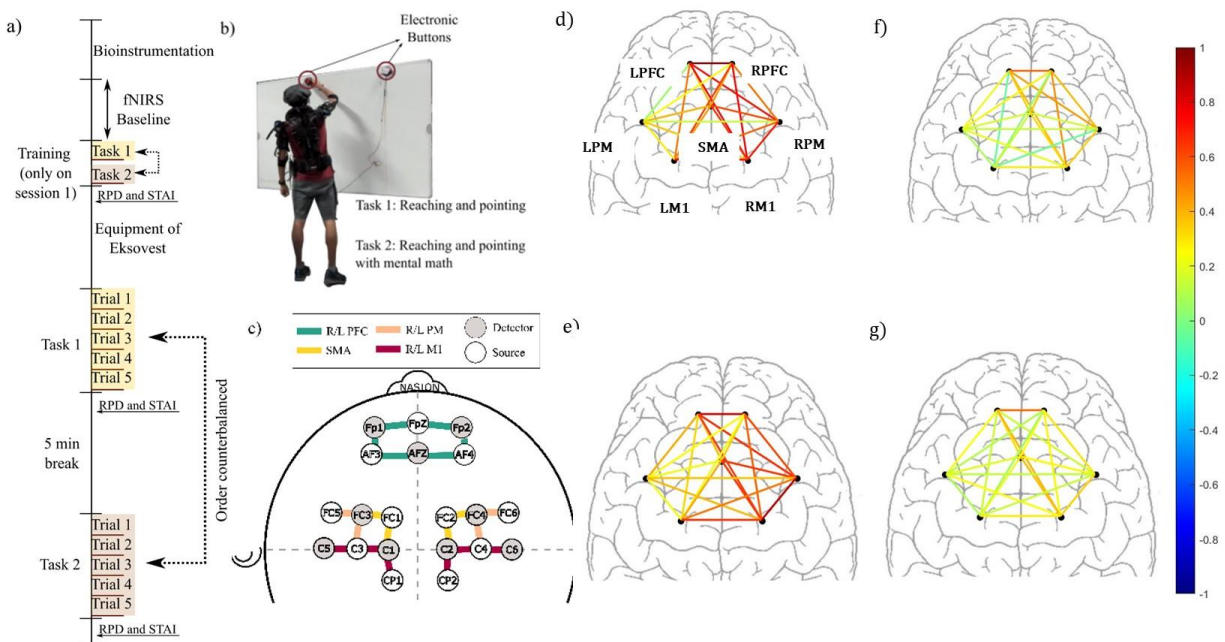 a)
Bioinstrumentation
fNIRS
Baseline
Training
(only on
session 1)
Task 1
Task 2
RPD and STAI
Equipment of
Eksovest
Task 1
Trial 1
Trial 2
Trial 3
Trial 4
Trial 5
RPD and STAI
5 min
break
Order counterbalanced
Task 2
Trial 1
Trial 2
Trial 3
Trial 4
Trial 5
RPD and STAI
b)
Electronic
Buttons
Task 1: Reaching and pointing
Task 2: Reaching and pointing
with mental math
c)
R/L PFC
R/L PM
Detector
SMA
R/L M1
Source
NASION
Fp1 FpZ Fp2
AF3 AFZ AF4
FC5 FC3 FC1 FC2 FC4 FC6
C5 C3 C1 C2 C4 C6
CP1 CP2
d)
LPFC RPFC
LPM SMA RPM
LM1 RM1
e)
f)
g)
1
0.8
0.6
0.4
0.2
0
-0.2
-0.4
-0.6
-0.8
-1